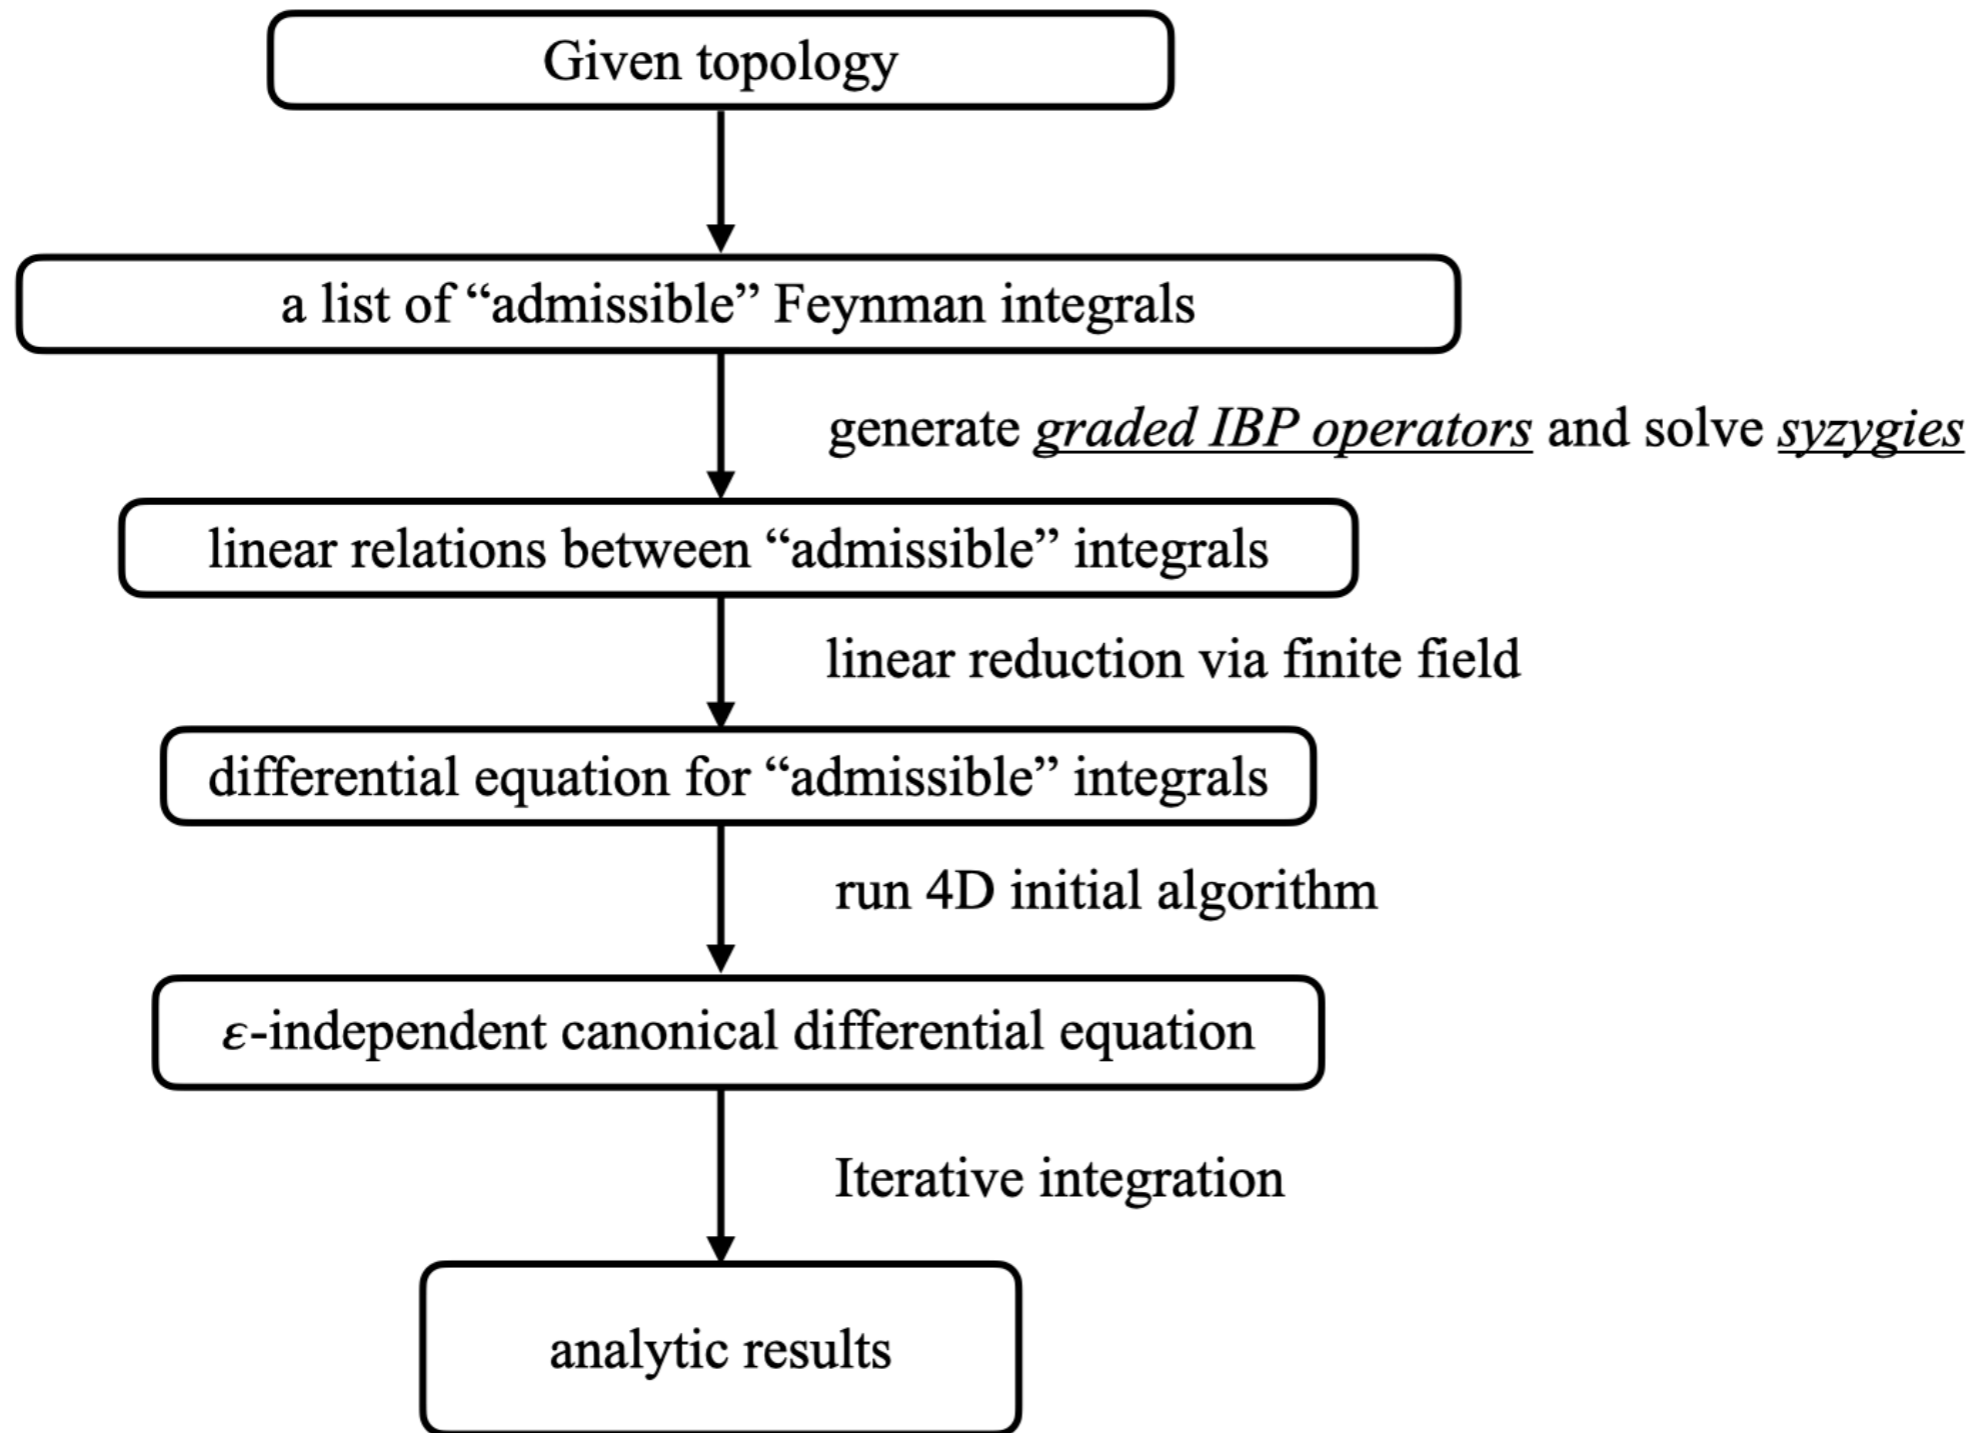 Given topology
a list of “admissible” Feynman integrals
generate graded IBP operators and solve syzygies
linear relations between “admissible” integrals
linear reduction via finite field
differential equation for “admissible” integrals
run 4D initial algorithm
ε-independent canonical differential equation
Iterative integration
analytic results